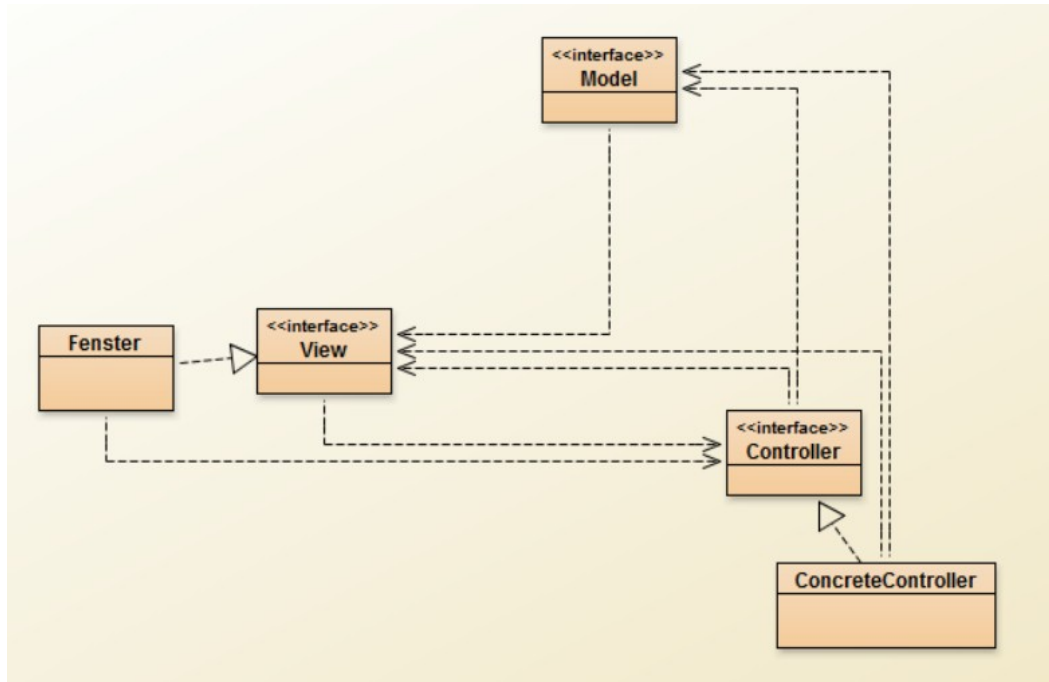 <<interface>>
Model
Fenster
<<interface>>
View
<<interface>>
Controller
ConcreteController